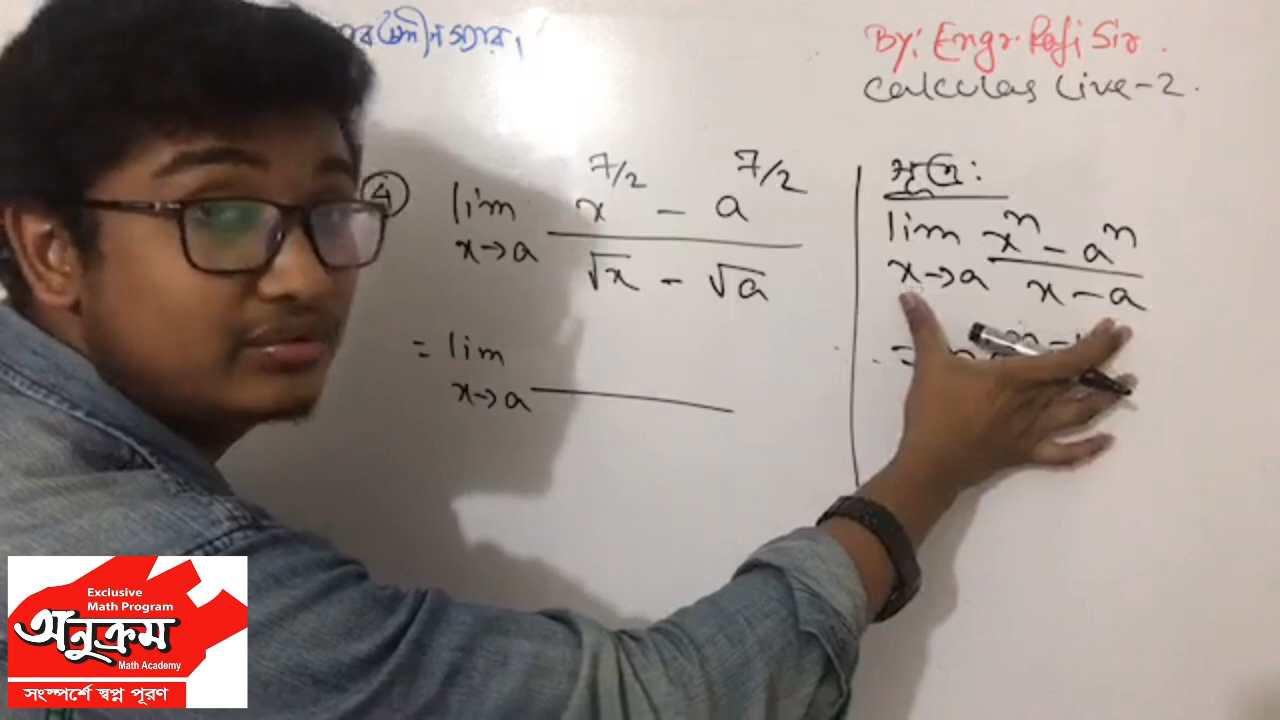 স্যার।
By: Engr. Rafi Sir.
Calculas Live-2.
④ lim x→a
x^7/2 - a^7/2
√x - √a
= lim x→a
সূত্র:
lim x→a
x^n - a^n
x - a
=
Exclusive
Math Program
অনুক্রম
Math Academy
সংস্পর্শে স্বপ্ন পূরণ